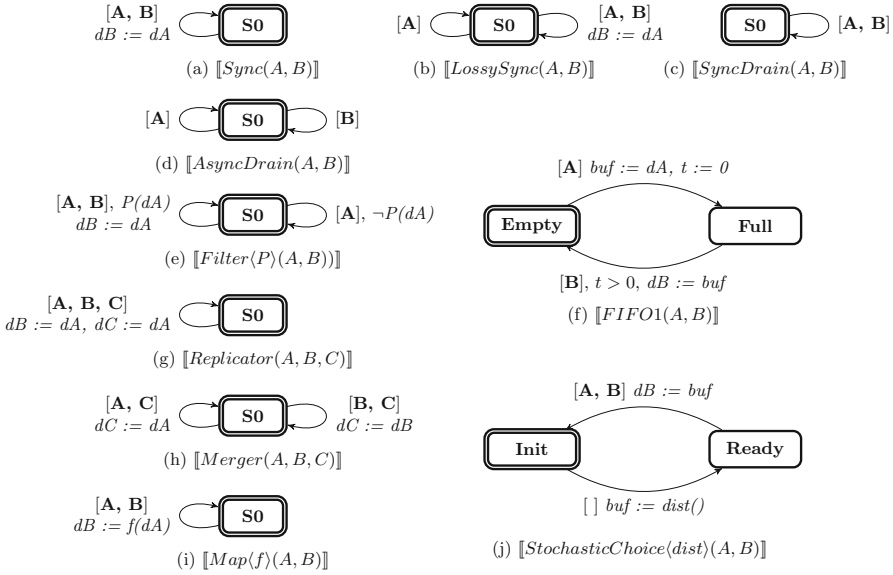 [A, B]
dB := dA
S0
(a) ⟦Sync(A, B)⟧
[A]
S0
[A, B]
dB := dA
(b) ⟦LossySync(A, B)⟧
S0
[A, B]
(c) ⟦SyncDrain(A, B)⟧
[A]
S0
[B]
(d) ⟦AsyncDrain(A, B)⟧
[A, B], P(dA)
dB := dA
S0
[A], ¬P(dA)
(e) ⟦Filter⟨P⟩(A, B))⟧
[A] buf := dA, t := 0
Empty
Full
[B], t > 0, dB := buf
(f) ⟦FIFO1(A, B)⟧
[A, B, C]
dB := dA, dC := dA
S0
(g) ⟦Replicator(A, B, C)⟧
[A, C]
dC := dA
S0
[B, C]
dC := dB
(h) ⟦Merger(A, B, C)⟧
[A, B]
dB := f(dA)
S0
(i) ⟦Map⟨f⟩(A, B)⟧
[A, B] dB := buf
Init
Ready
[ ] buf := dist()
(j) ⟦StochasticChoice⟨dist⟩(A, B)⟧